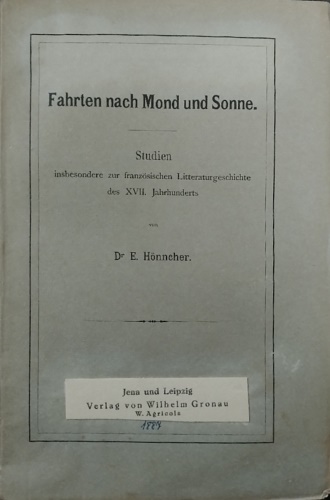 Fahrten nach Mond und Sonne.
Studien
insbesondere zur französischen Litteraturgeschichte
des XVII. Jahrhunderts
von
Dr E. Hönncher.
Jena und Leipzig
Verlag von Wilhelm Gronau
W. Agricola
1889